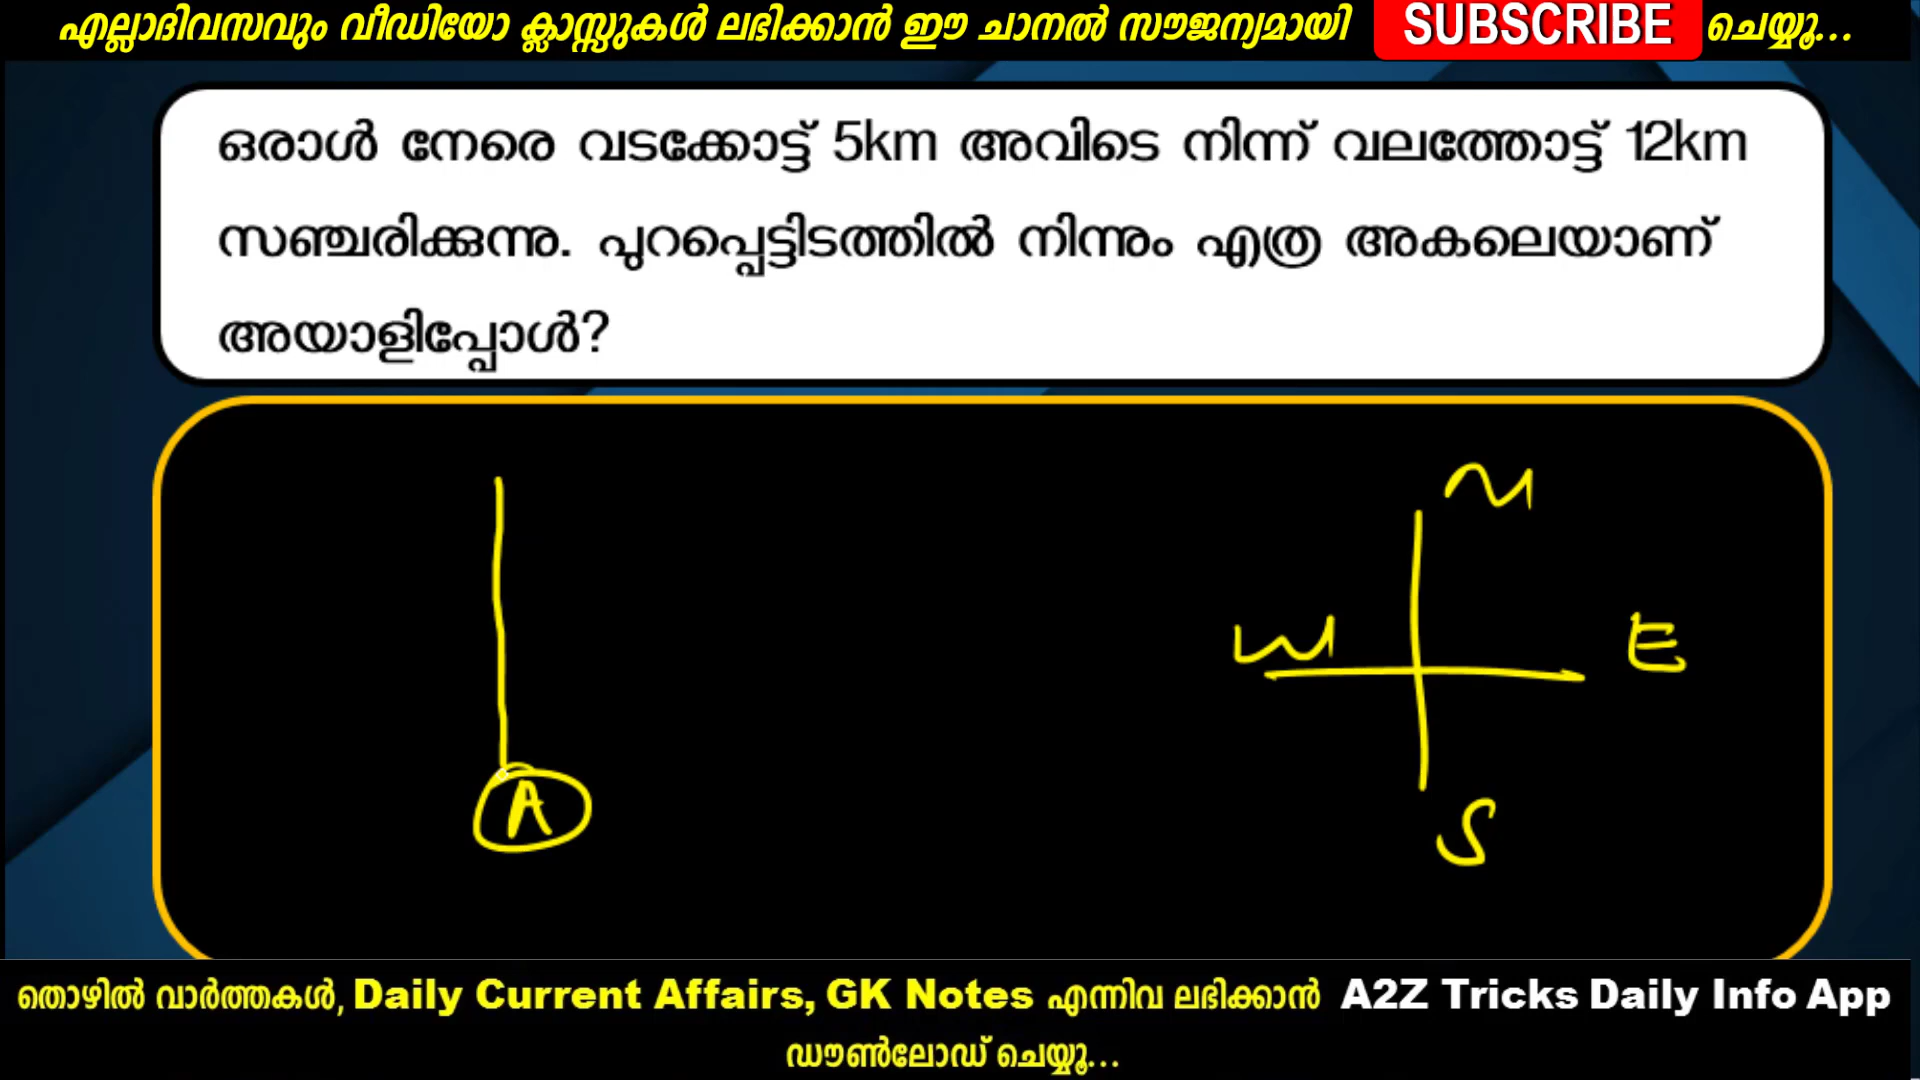 എല്ലാദിവസവും വീഡിയോ ക്ലാസ്സുകൾ ലഭിക്കാൻ ഈ ചാനൽ സൗജന്യമായി SUBSCRIBE ചെയ്യൂ...
ഒരാൾ നേരെ വടക്കോട്ട് 5km അവിടെ നിന്ന് വലത്തോട്ട് 12km
സഞ്ചരിക്കുന്നു. പുറപ്പെട്ടിടത്തിൽ നിന്നും എത്ര അകലെയാണ്
അയാളിപ്പോൾ?
N
W E
A
S
തൊഴിൽ വാർത്തകൾ, Daily Current Affairs, GK Notes എന്നിവ ലഭിക്കാൻ A2Z Tricks Daily Info App
ഡൗൺലോഡ് ചെയ്യൂ...